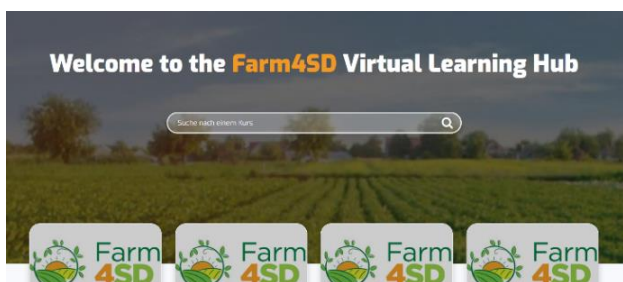 Welcome to the Farm4SD Virtual Learning Hub
Suche nach einem Kurs
Farm Farm Farm Farm
4SD 4SD 4SD 4SD